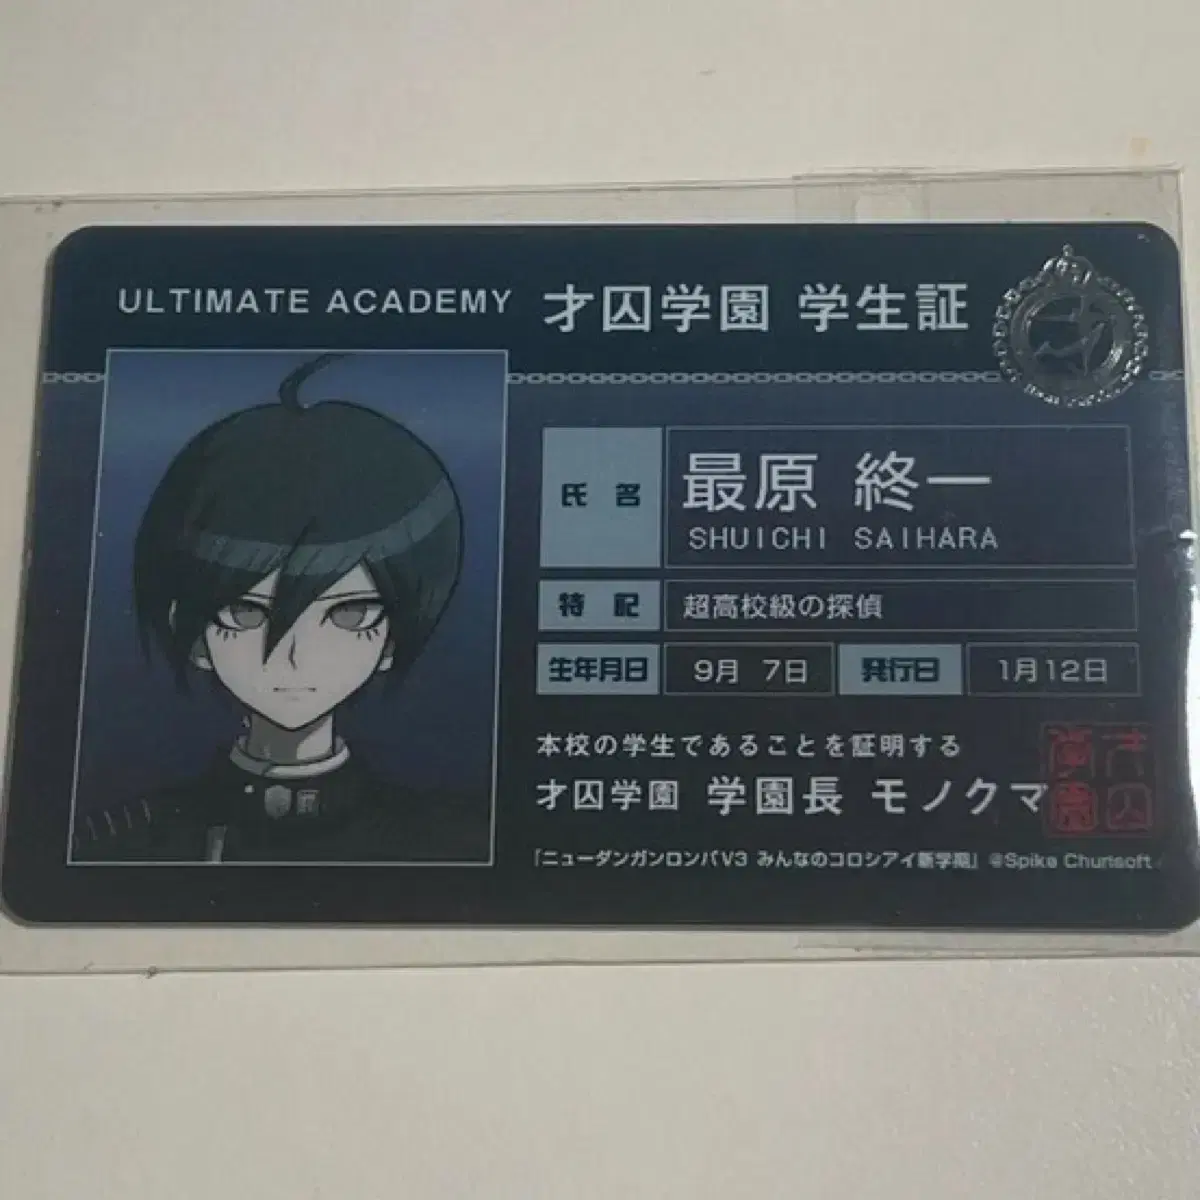 ULTIMATE ACADEMY 才囚学園 学生証
氏名 最原 終一
SHUICHI SAIHARA
特記 超高校級の探偵
生年月日 9月 7日 発行日 1月12日
本校の学生であることを証明する
才囚学園 学園長 モノクマ
才囚学園
『ニューダンガンロンパV3 みんなのコロシアイ新学期』 ©Spike Chunsoft